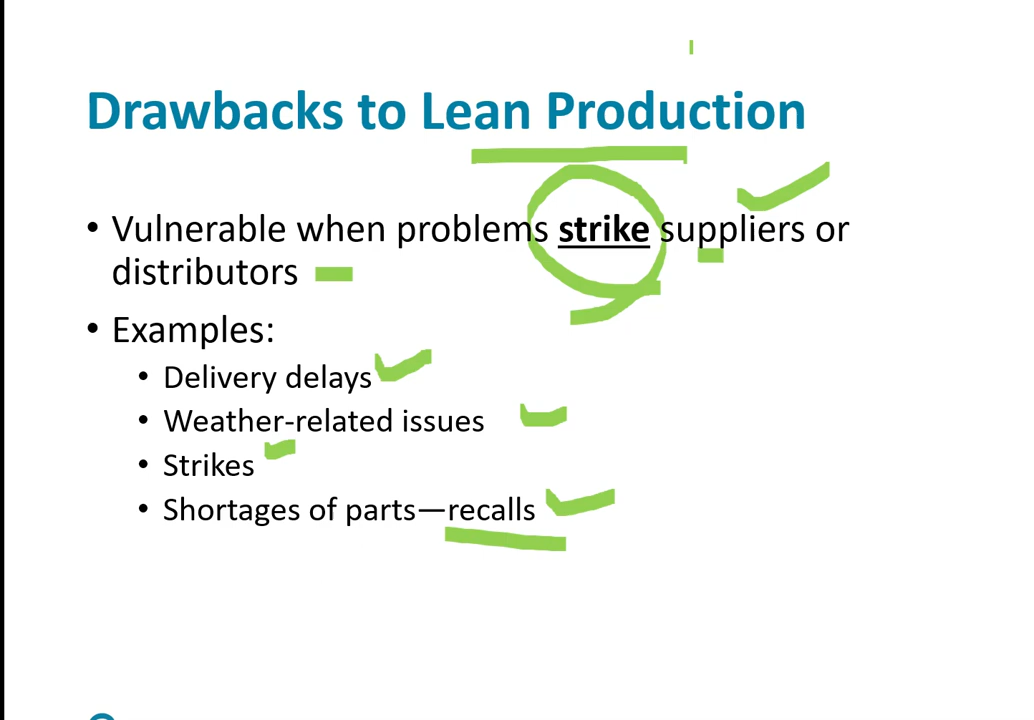 Drawbacks to Lean Production
• Vulnerable when problems strike suppliers or
distributors
• Examples:
• Delivery delays
• Weather-related issues
• Strikes
• Shortages of parts—recalls